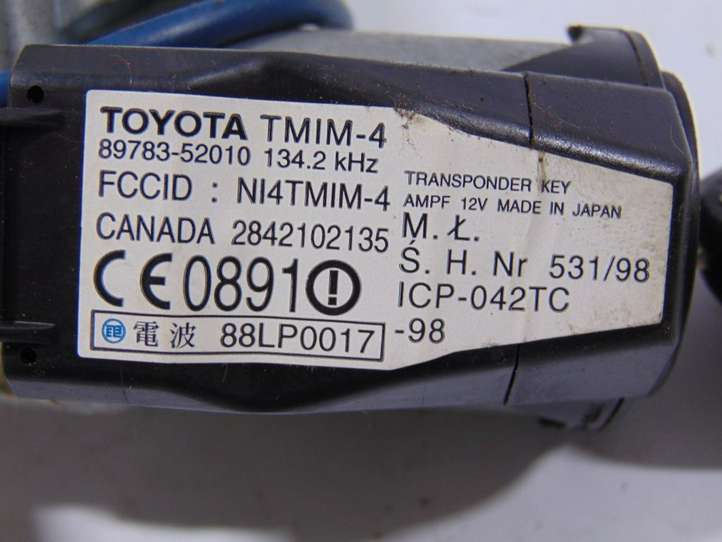 TOYOTA TMIM-4
89783-52010 134.2 kHz
FCCID : NI4TMIM-4
CANADA 2842102135
CE0891
電波 88LP0017
TRANSPONDER KEY
AMPF 12V MADE IN JAPAN
M.Ł.
Ś. H. Nr 531/98
ICP-042TC
-98